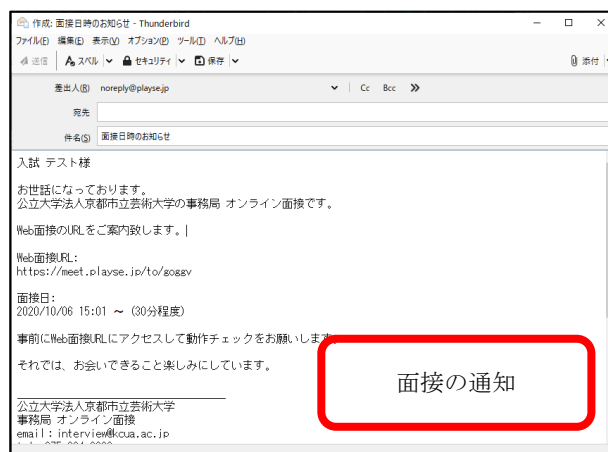 作成: 面接日時のお知らせ - Thunderbird
ファイル(F) 編集(E) 表示(V) オプション(P) ツール(T) ヘルプ(H)
送信 スペル セキュリティ 保存 添付
差出人(R) noreply@playse.jp Cc Bcc
宛先
件名(S) 面接日時のお知らせ
入試 テスト様
お世話になっております。
公立大学法人京都市立芸術大学の事務局 オンライン面接です。
Web面接のURLをご案内致します。
Web面接URL:
https://meet.playse.jp/to/goggv
面接日:
2020/10/06 15:01 ~ (30分程度)
事前にWeb面接URLにアクセスして動作チェックをお願いします。
それでは、お会いできること楽しみにしています。
面接の通知
公立大学法人京都市立芸術大学
事務局 オンライン面接
email : interview@kcua.ac.jp